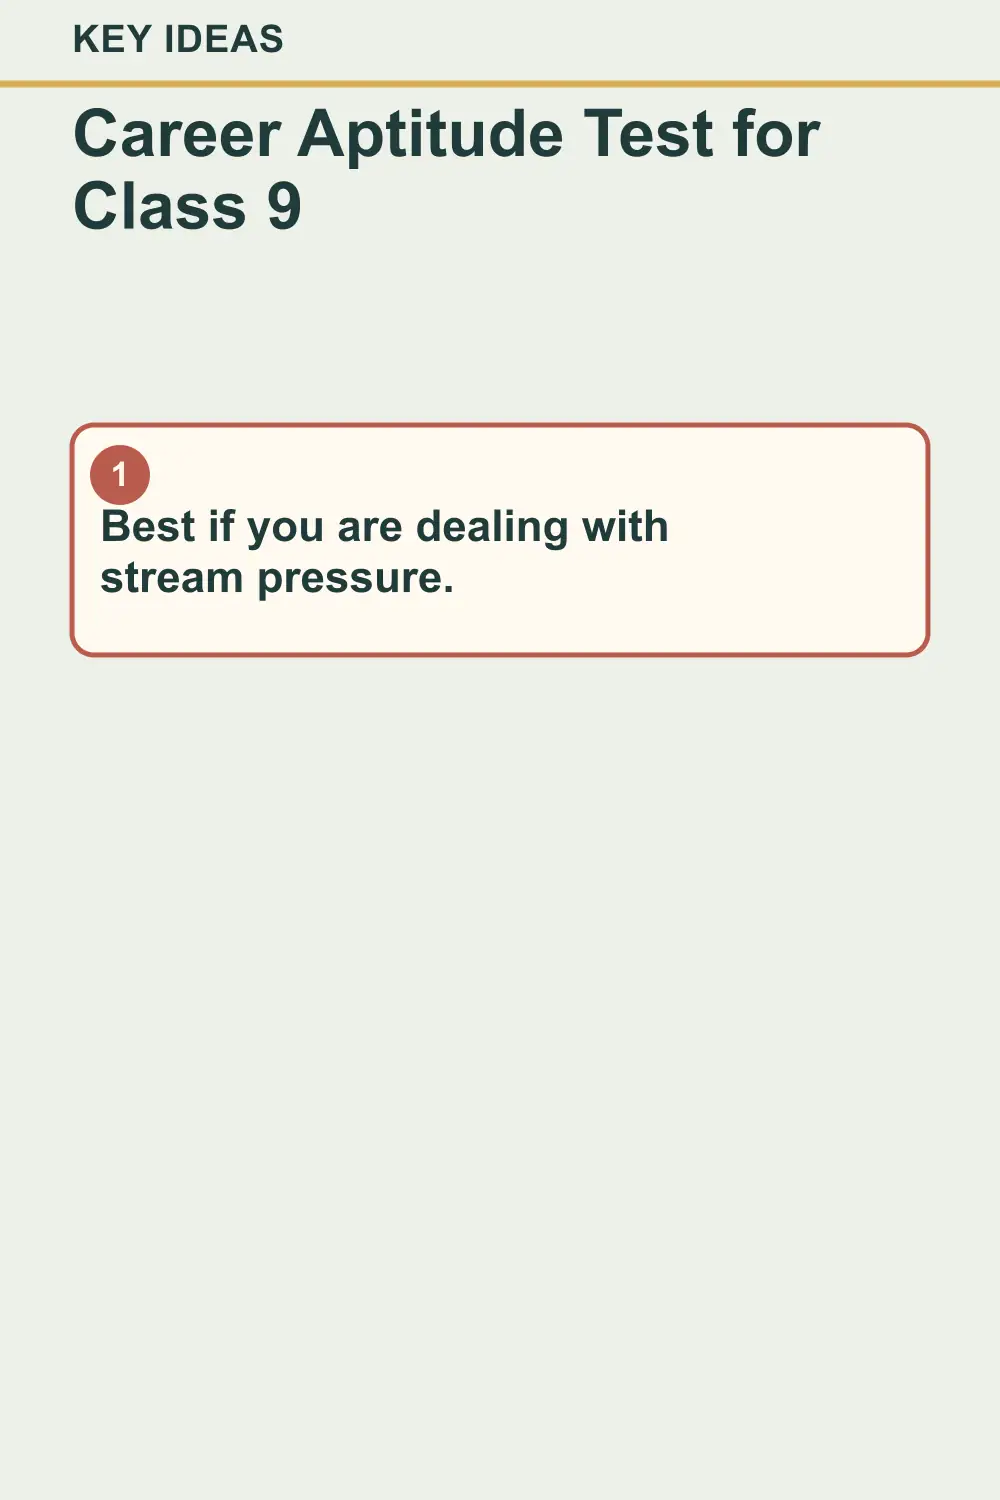 KEY IDEAS
Career Aptitude Test for
Class 9
1
Best if you are dealing with
stream pressure.